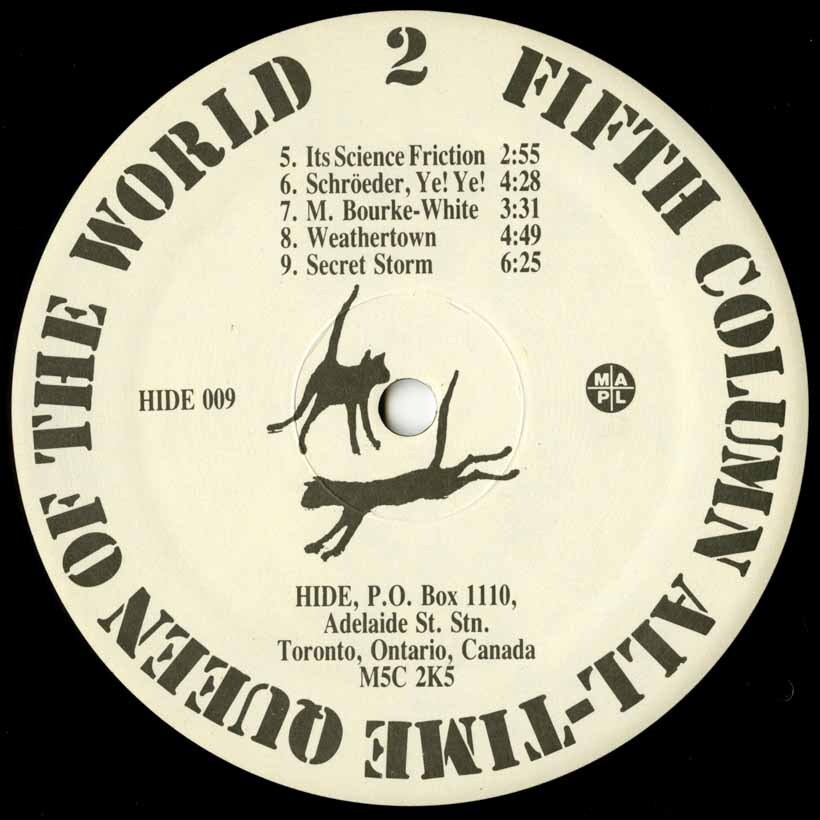 FIFTH COLUMN ALL-TIME QUEEN OF THE WORLD
2
5. Its Science Friction 2:55
6. Schröeder, Ye! Ye! 4:28
7. M. Bourke-White 3:31
8. Weathertown 4:49
9. Secret Storm 6:25
HIDE 009
MA
PL
HIDE, P.O. Box 1110,
Adelaide St. Stn.
Toronto, Ontario, Canada
M5C 2K5